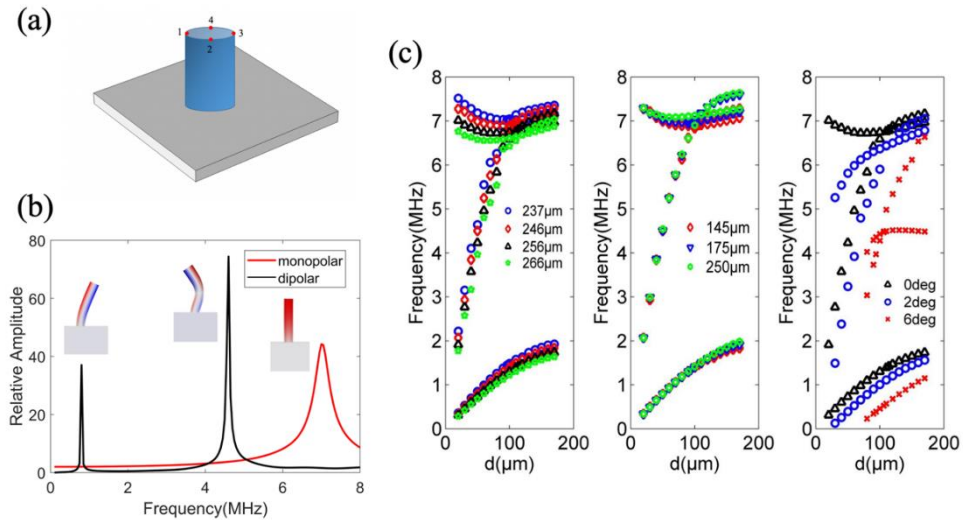 (a)
4
1
3
2
(b)
80
60
40
20
0
Relative Amplitude
monopolar
dipolar
0
2
4
6
8
Frequency(MHz)
(c)
8
7
6
5
4
3
2
1
0
Frequency(MHz)
237μm
246μm
256μm
266μm
0
100
200
d(μm)
8
7
6
5
4
3
2
1
0
Frequency(MHz)
145μm
175μm
250μm
0
100
200
d(μm)
8
7
6
5
4
3
2
1
0
Frequency(MHz)
0deg
2deg
6deg
0
100
200
d(μm)